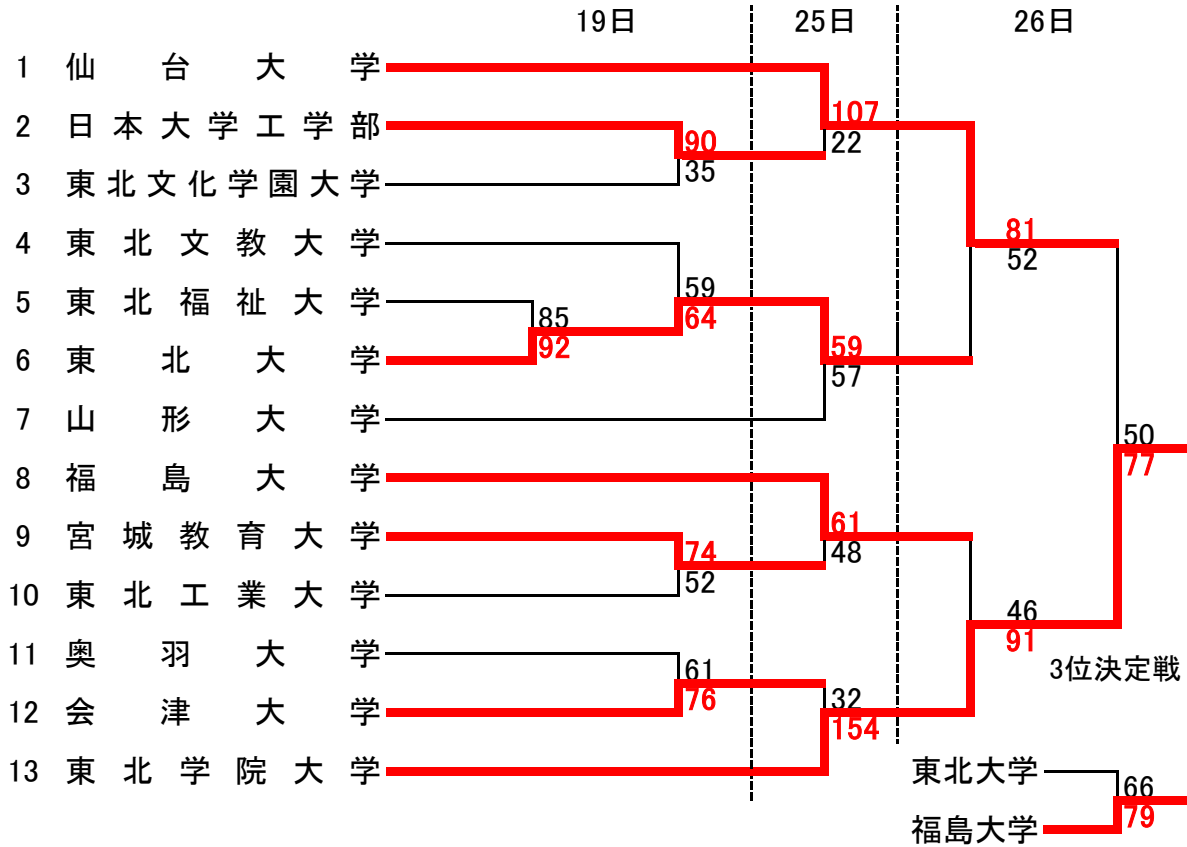 19日 25日 26日
1 仙台大学
107
2 日本大学工学部
90
22
35
3 東北文化学園大学
81
4 東北文教大学
52
59
5 東北福祉大学
85
64
92
59
6 東北大学
57
7 山形大学
50
77
8 福島大学
61
9 宮城教育大学
74
48
52
10 東北工業大学
46
91
11 奥羽大学
61
3位決定戦
76
32
12 会津大学
154
13 東北学院大学
東北大学
66
79
福島大学